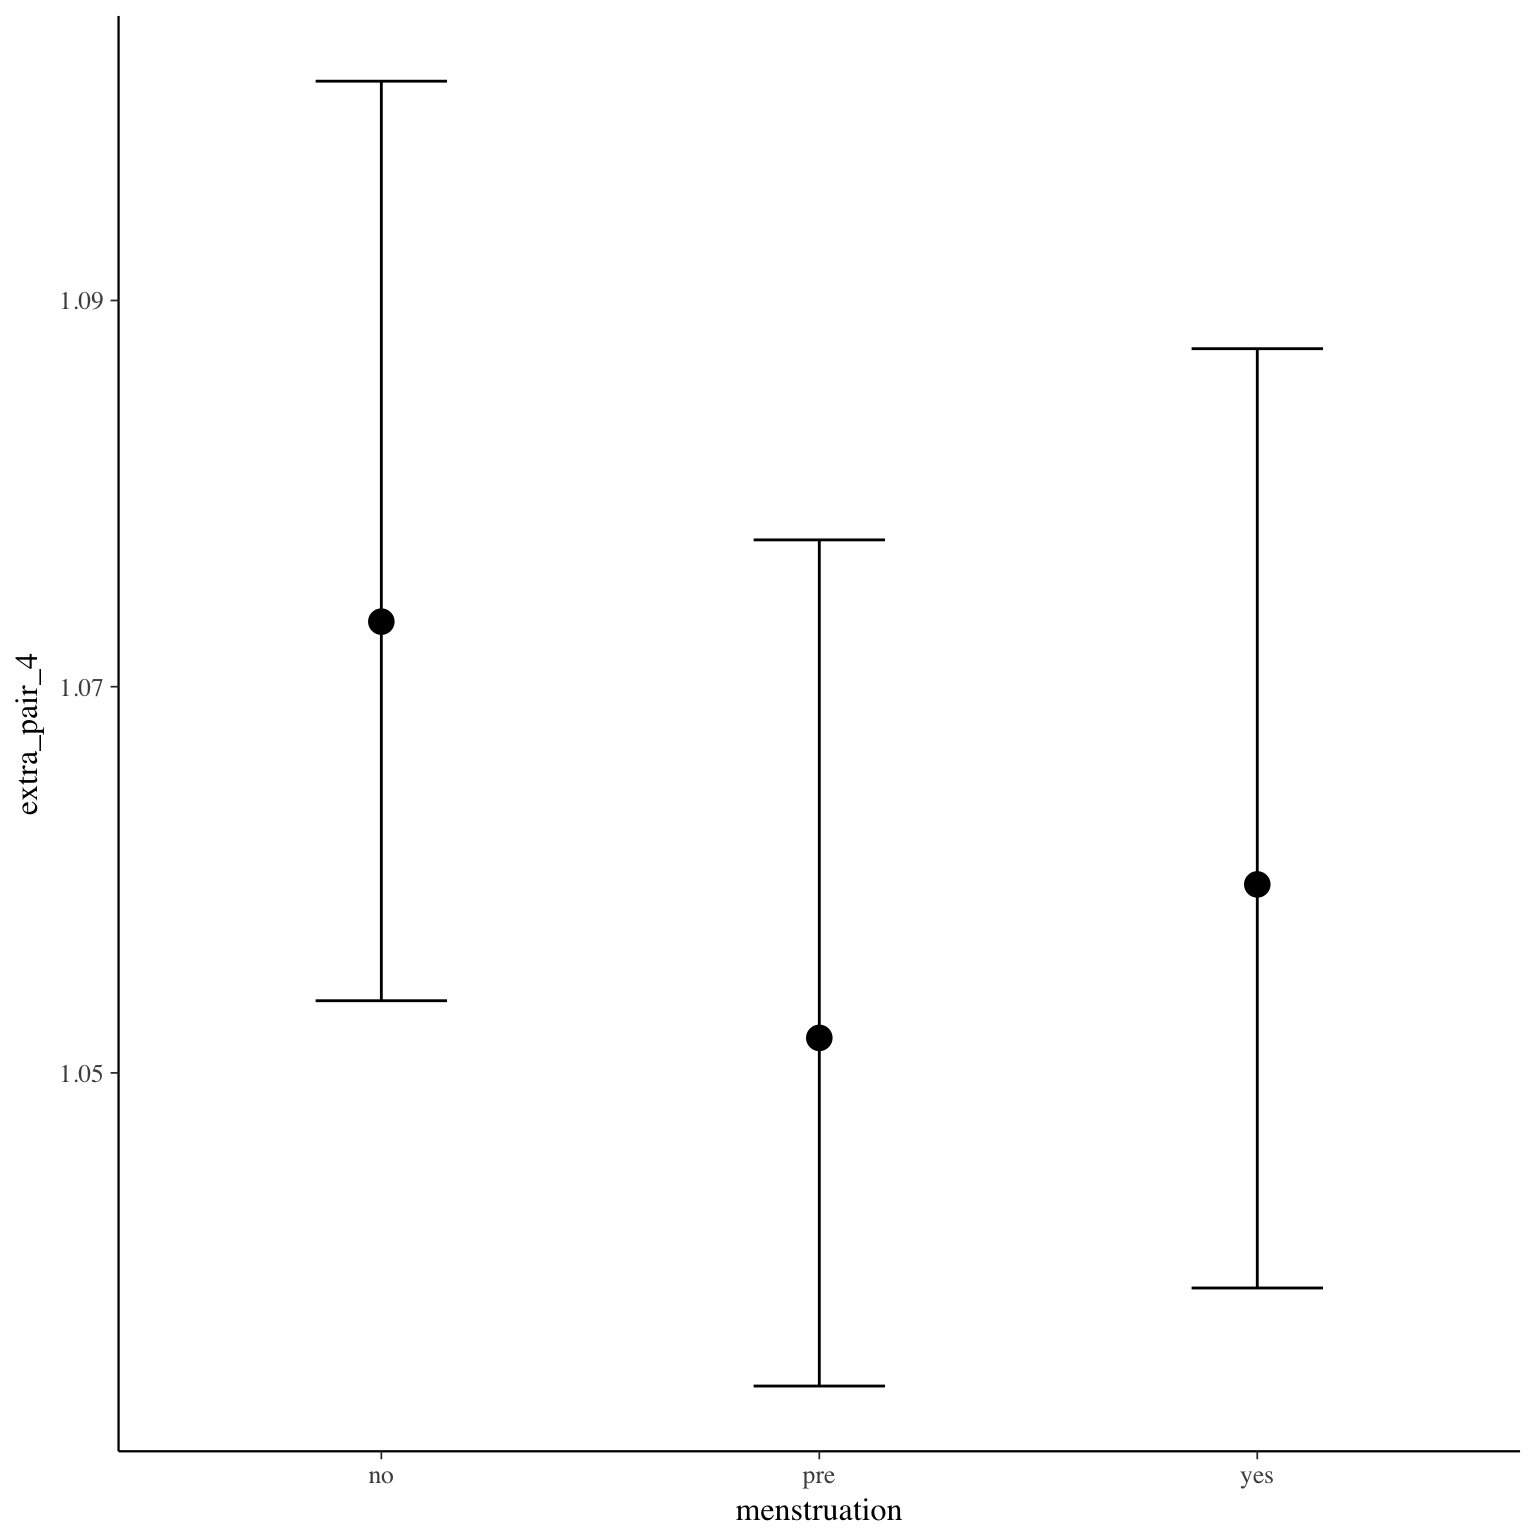 1.09
1.07
1.05
extra_pair_4
no
pre
yes
menstruation